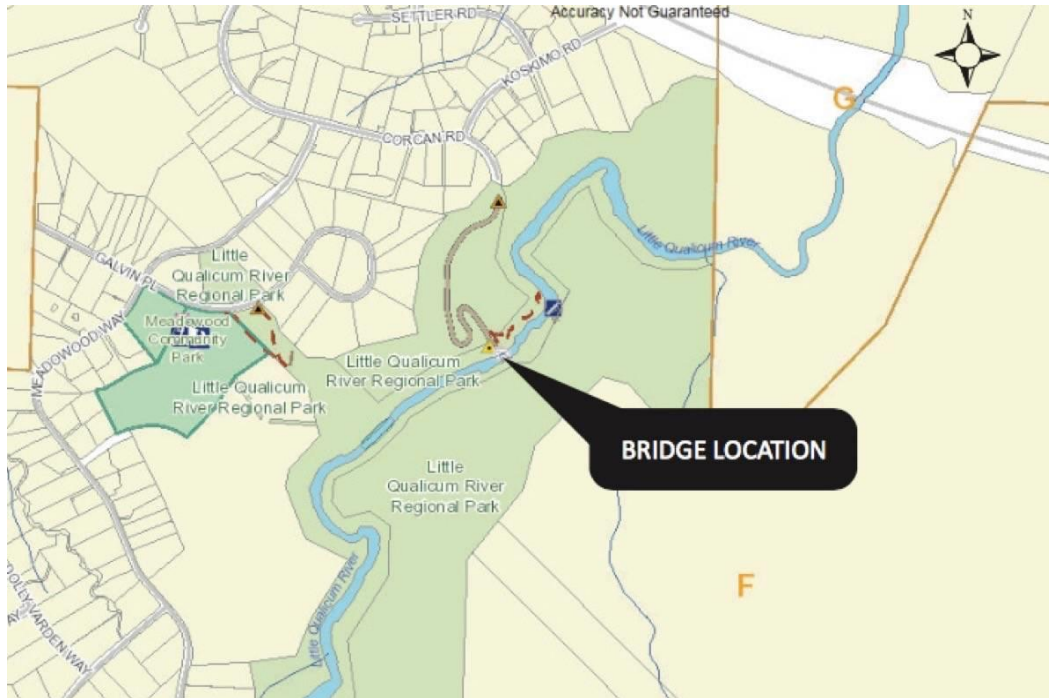 Accuracy Not Guaranteed
SETTLER RD
N
KOSKIMO RD
G
CORCAN RD
Little Qualicum River
GALVIN PL
Little
Qualicum River
Regional Park
MEADOWOOD WAY
Meadowood
Community
Park
Little Qualicum
River Regional Park
Little Qualicum
River Regional Park
BRIDGE LOCATION
Little
Qualicum River
Regional Park
F
Little Qualicum River
DOLLY VARDEN WAY